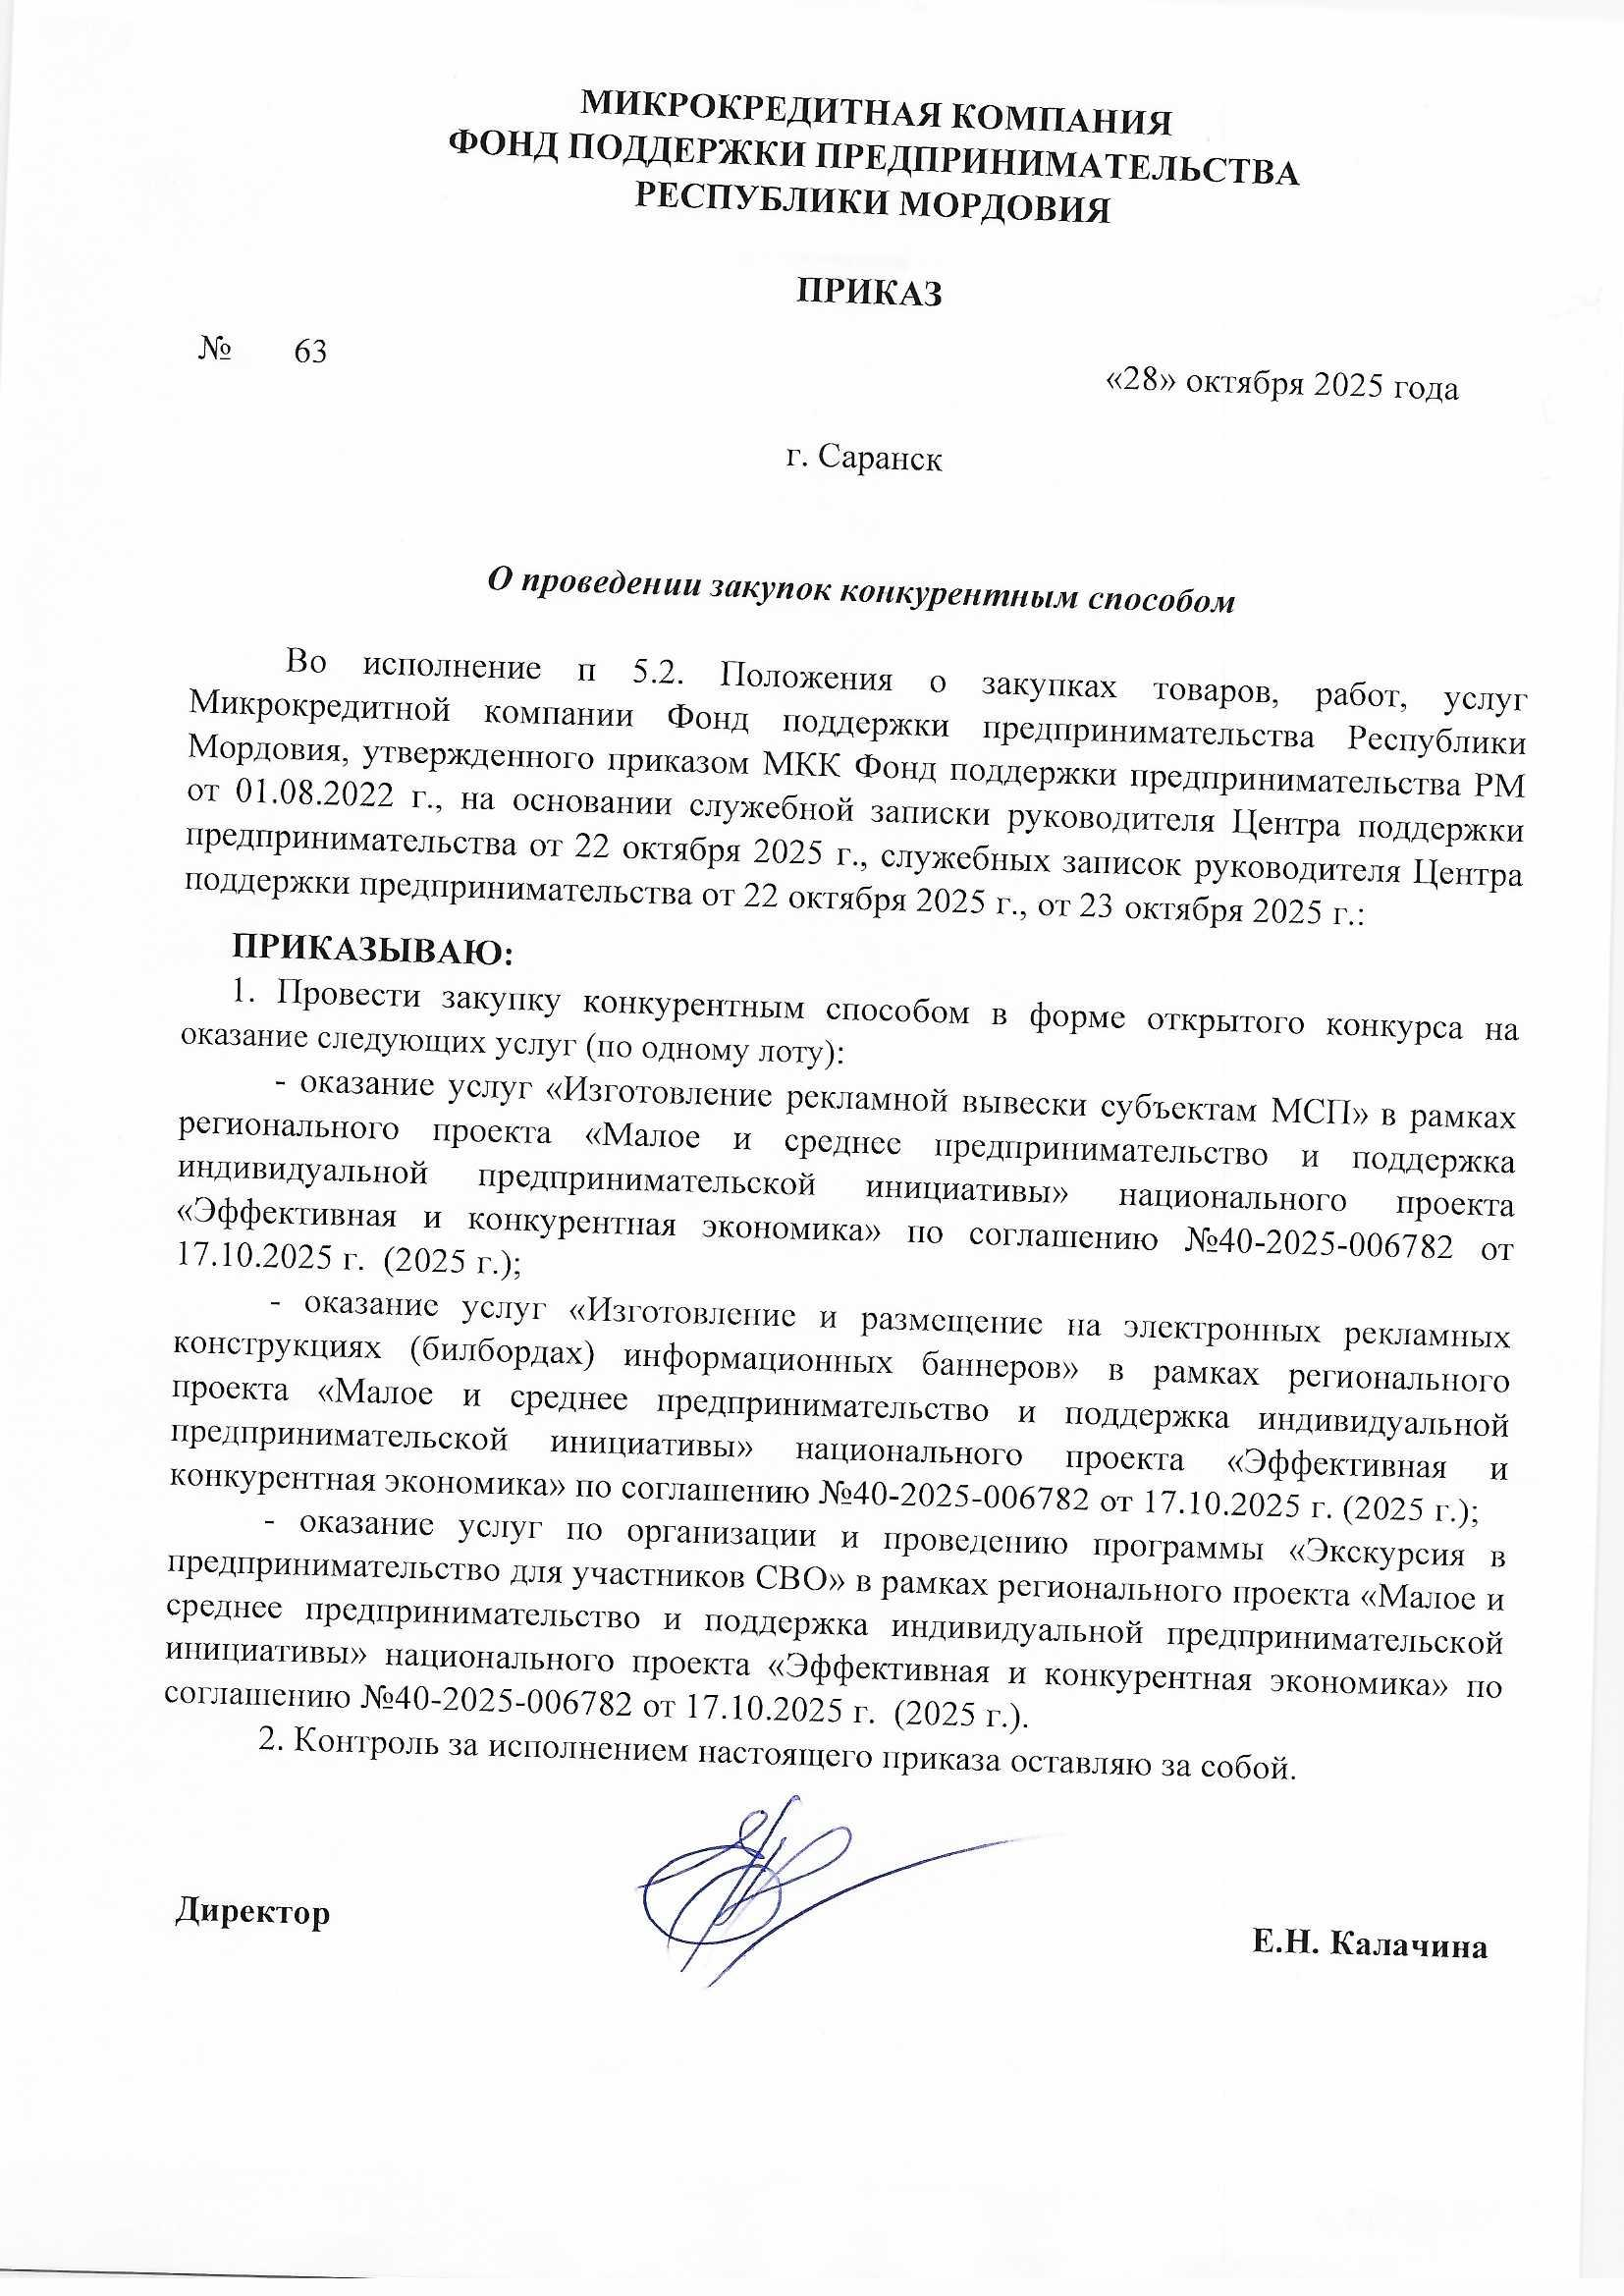 МИКРОКРЕДИТНАЯ КОМПАНИЯ
ФОНД ПОДДЕРЖКИ ПРЕДПРИНИМАТЕЛЬСТВА
РЕСПУБЛИКИ МОРДОВИЯ
ПРИКАЗ
№ 63
«28» октября 2025 года
г. Саранск
О проведении закупок конкурентным способом
Во исполнение п 5.2. Положения о закупках товаров, работ, услуг
Микрокредитной компании Фонд поддержки предпринимательства Республики
Мордовия, утвержденного приказом МКК Фонд поддержки предпринимательства РМ
от 01.08.2022 г., на основании служебной записки руководителя Центра поддержки
предпринимательства от 22 октября 2025 г., служебных записок руководителя Центра
поддержки предпринимательства от 22 октября 2025 г., от 23 октября 2025 г.:
ПРИКАЗЫВАЮ:
1. Провести закупку конкурентным способом в форме открытого конкурса на
оказание следующих услуг (по одному лоту):
- оказание услуг «Изготовление рекламной вывески субъектам МСП» в рамках
регионального проекта «Малое и среднее предпринимательство и поддержка
индивидуальной предпринимательской инициативы» национального проекта
«Эффективная и конкурентная экономика» по соглашению №40-2025-006782 от
17.10.2025 г. (2025 г.);
- оказание услуг «Изготовление и размещение на электронных рекламных
конструкциях (билбордах) информационных баннеров» в рамках регионального
проекта «Малое и среднее предпринимательство и поддержка индивидуальной
предпринимательской инициативы» национального проекта «Эффективная и
конкурентная экономика» по соглашению №40-2025-006782 от 17.10.2025 г. (2025 г.);
- оказание услуг по организации и проведению программы «Экскурсия в
предпринимательство для участников СВО» в рамках регионального проекта «Малое и
среднее предпринимательство и поддержка индивидуальной предпринимательской
инициативы» национального проекта «Эффективная и конкурентная экономика» по
соглашению №40-2025-006782 от 17.10.2025 г. (2025 г.).
2. Контроль за исполнением настоящего приказа оставляю за собой.
Директор
Е.Н. Калачина